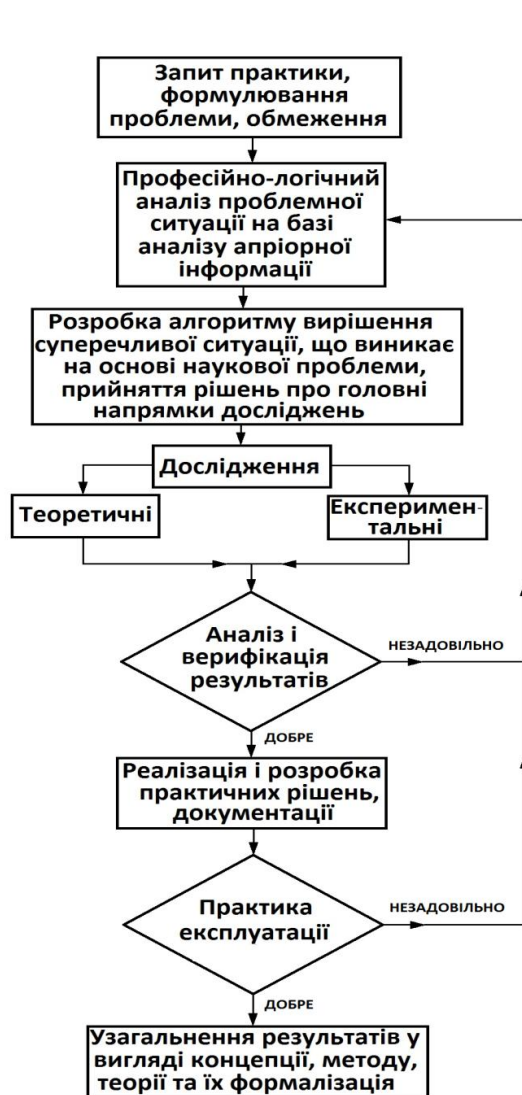 Запит практики,
формулювання
проблеми, обмеження
Професійно-логічний
аналіз проблемної
ситуації на базі
аналізу апріорної
інформації
Розробка алгоритму вирішення
суперечливої ситуації, що виникає
на основі наукової проблеми,
прийняття рішень про головні
напрямки досліджень
Дослідження
Теоретичні
Експеримен-
тальні
Аналіз і
верифікація
результатів
НЕЗАДОВІЛЬНО
ДОБРЕ
Реалізація і розробка
практичних рішень,
документації
Практика
експлуатації
НЕЗАДОВІЛЬНО
ДОБРЕ
Узагальнення результатів у
вигляді концепції, методу,
теорії та їх формалізація